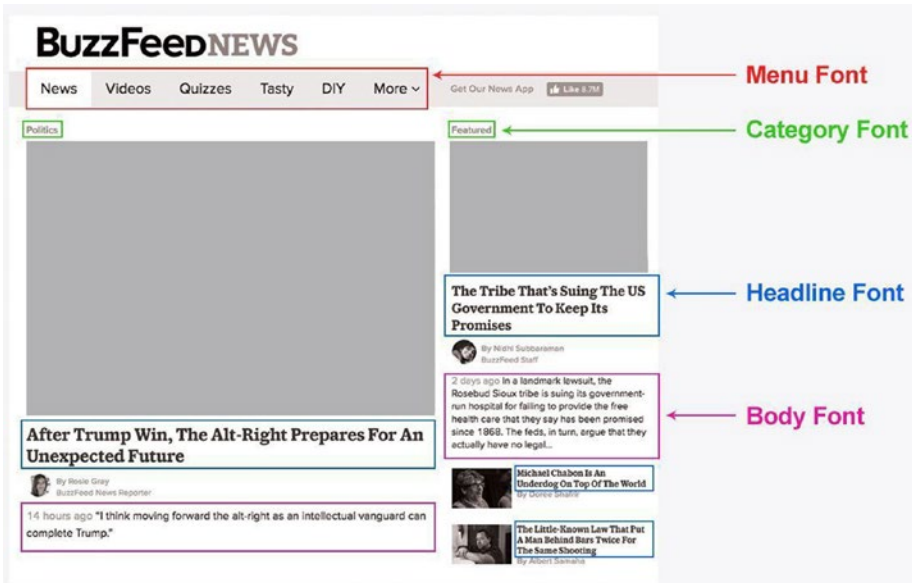 BuzzFeedNEWS
News Videos Quizzes Tasty DIY More
Get Our News App Like 8.7M
Menu Font
Politics
Featured
Category Font
The Tribe That's Suing The US
Government To Keep Its
Promises
Headline Font
By Nidhi Subbaraman
BuzzFeed Staff
2 days ago In a landmark lawsuit, the
Rosebud Sioux tribe is suing its government-
run hospital for failing to provide the free
health care that they say has been promised
since 1868. The feds, in turn, argue that they
actually have no legal...
Body Font
After Trump Win, The Alt-Right Prepares For An
Unexpected Future
By Rosie Gray
BuzzFeed News Reporter
14 hours ago "I think moving forward the alt-right as an intellectual vanguard can
complete Trump."
Michael Chabon Is An
Underdog On Top Of The World
By Doree Shafrir
The Little-Known Law That Put
A Man Behind Bars Twice For
The Same Shooting
By Albert Samaha